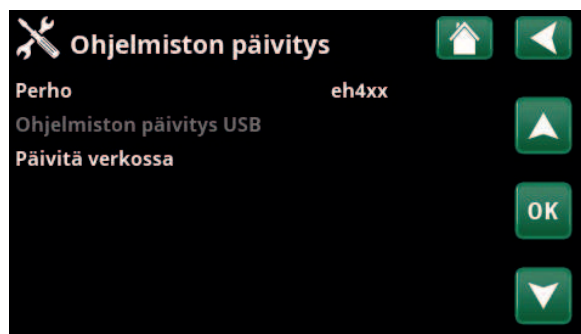 Ohjelmiston päivitys
Perho eh4xx
Ohjelmiston päivitys USB
Päivitä verkossa
OK